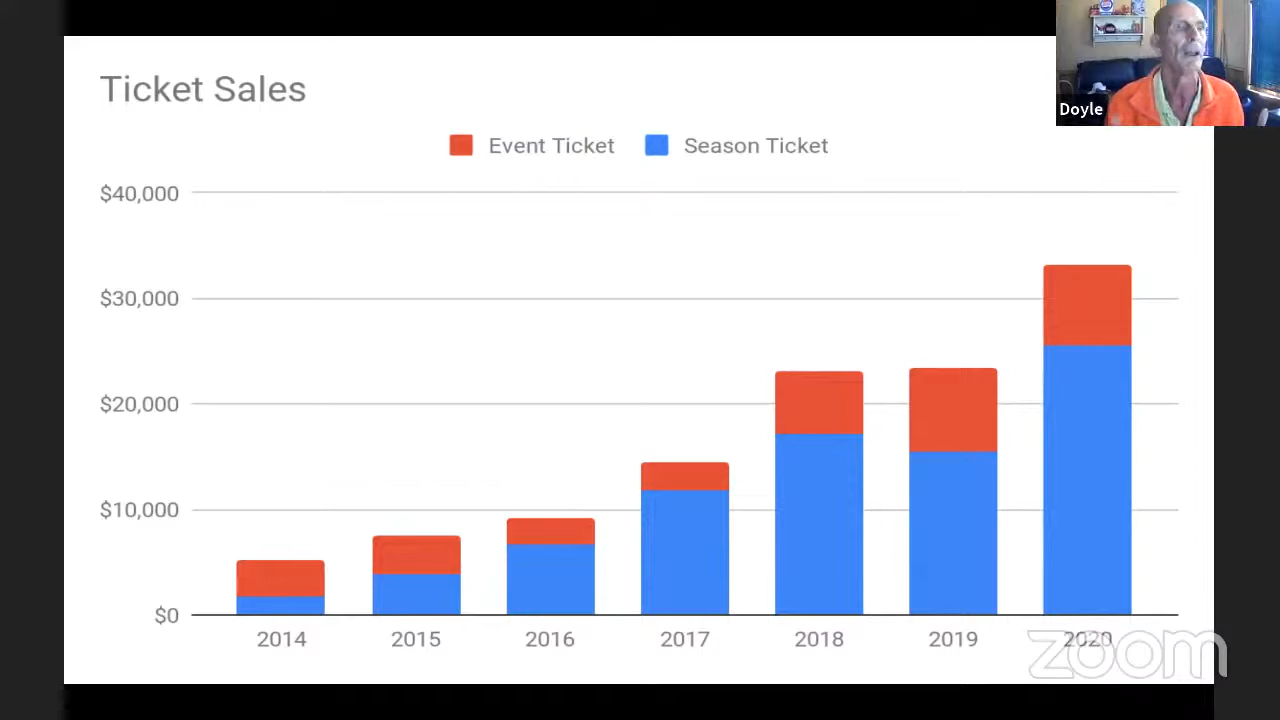 Doyle
Ticket Sales
Event Ticket Season Ticket
$40,000
$30,000
$20,000
$10,000
$0
2014 2015 2016 2017 2018 2019 2020
zoom